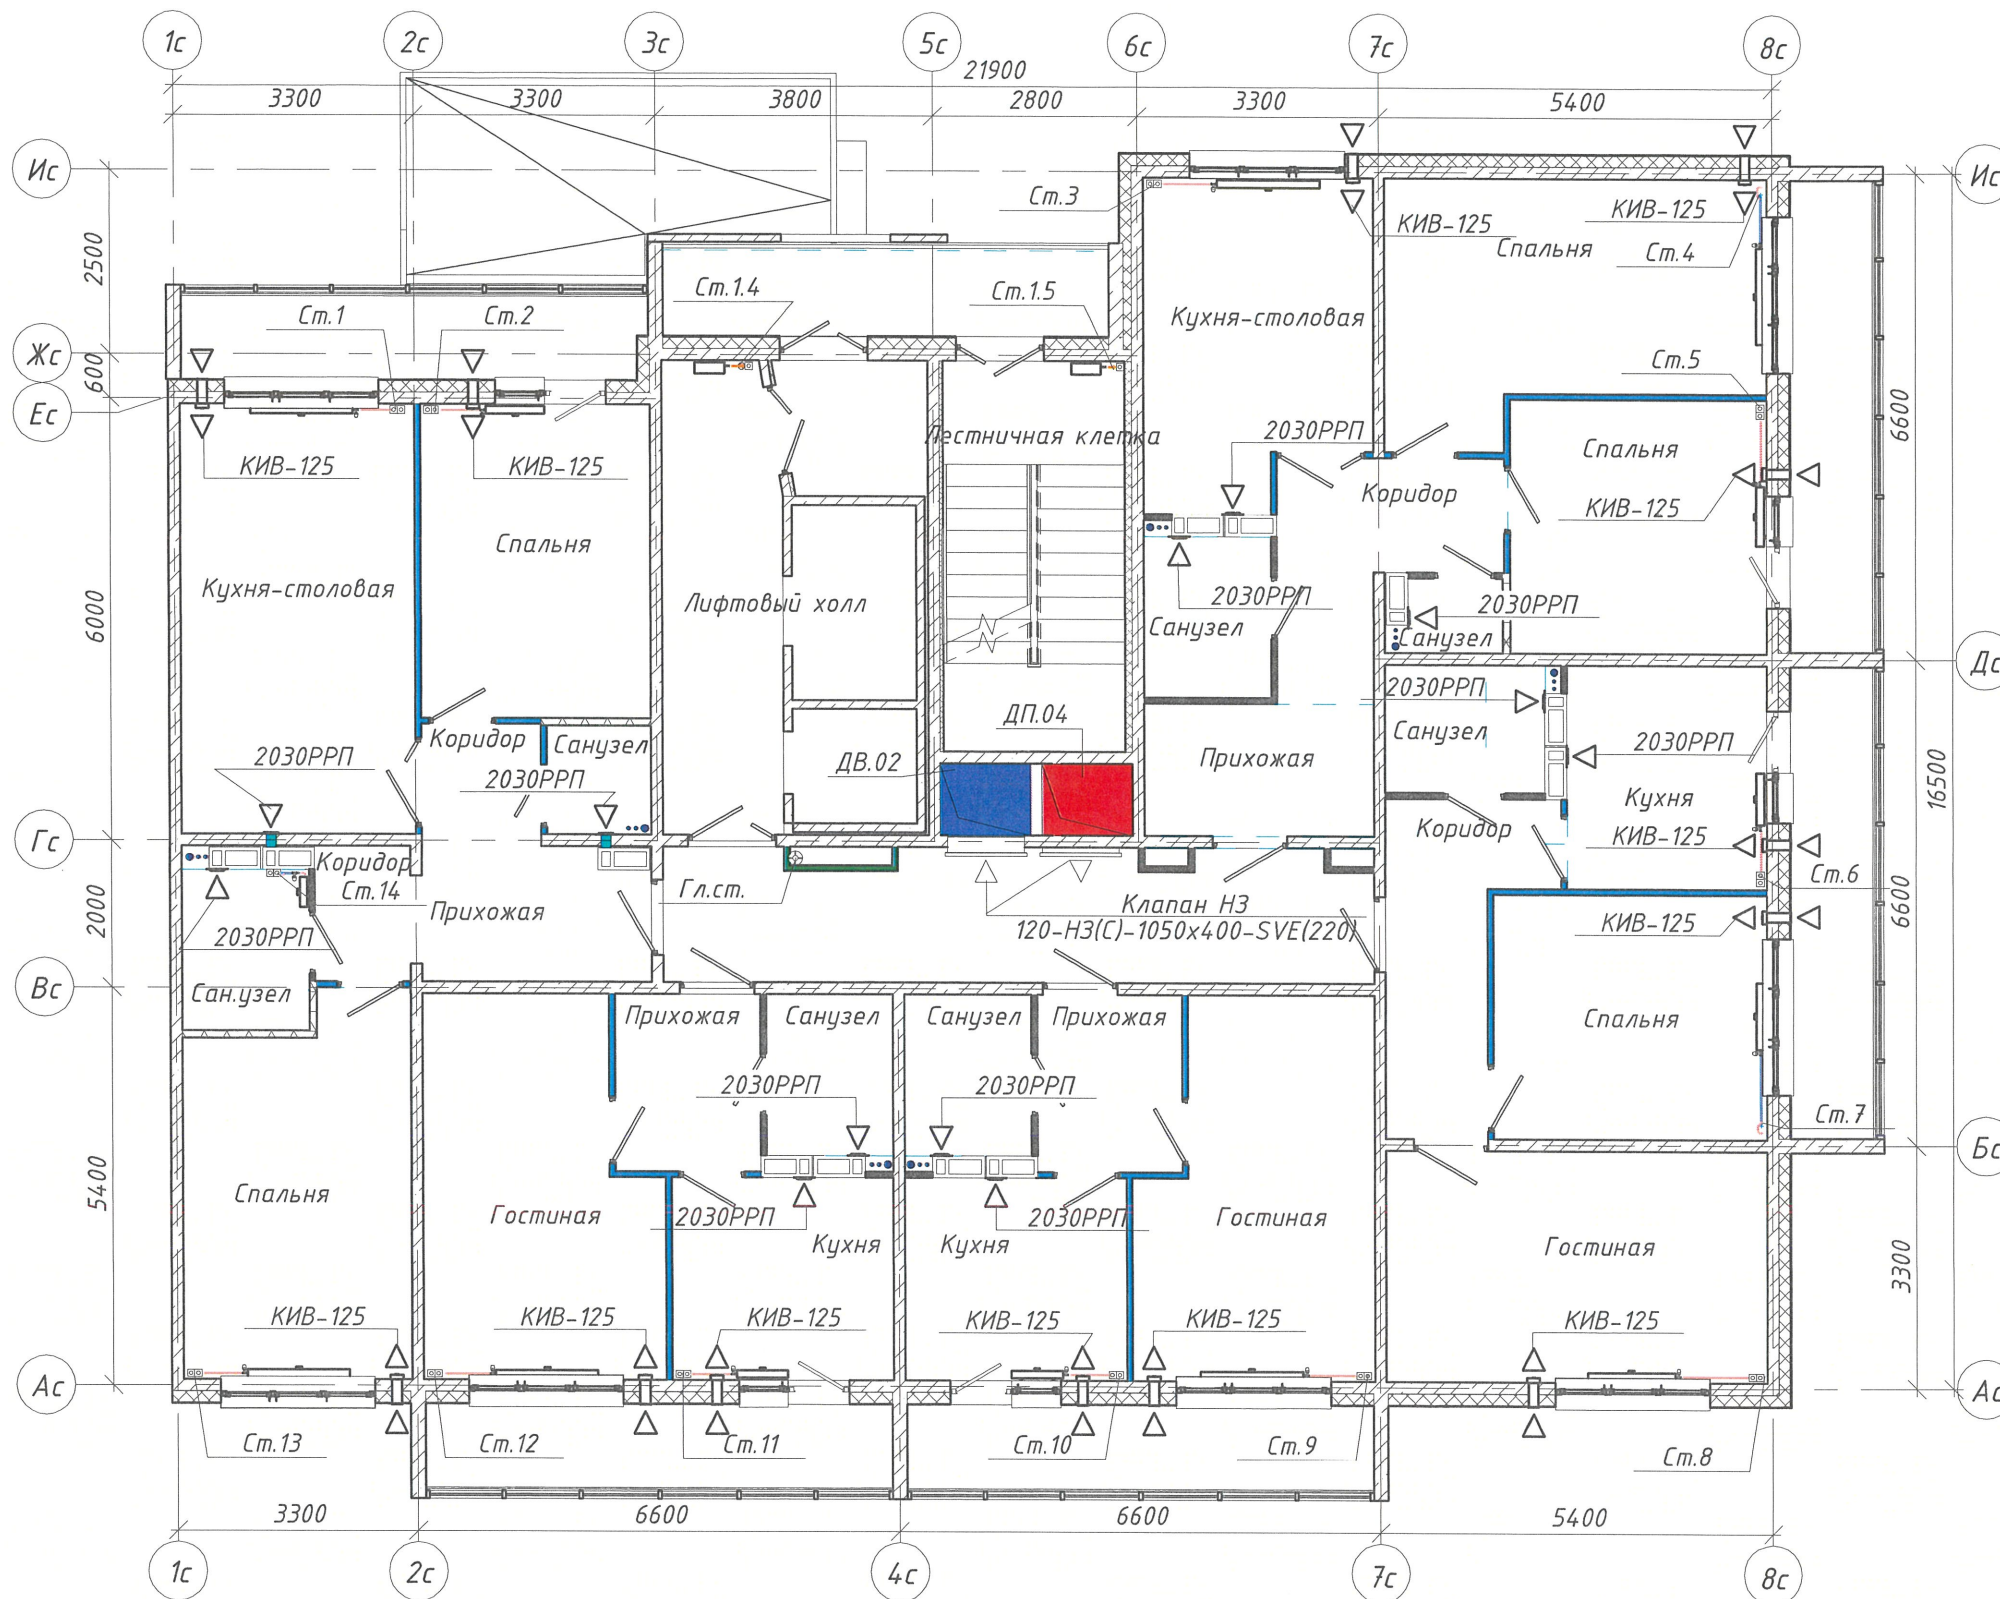 1с 2с 3с 5с 6с 7с 8с
21900
3300 3300 3800 2800 3300 5400
Ис
Ис
2500
Ст.3
КИВ-125
КИВ-125
Спальня
Ст.4
Ст.1.4
Ст.1.5
Ст.1
Ст.2
Кухня-столовая
Жс
600
Ст.5
Ес
6600
Лестничная клетка
2030РРП
Спальня
КИВ-125
КИВ-125
Коридор
КИВ-125
Спальня
Кухня-столовая
6000
Лифтовый холл
2030РРП
2030РРП
Санузел
Санузел
Дс
2030РРП
ДП.04
Коридор
Санузел
Санузел
2030РРП
2030РРП
ДВ.02
Прихожая
2030РРП
16500
Кухня
Коридор
Гс
КИВ-125
Коридор
Ст.14
Гл.ст.
Ст.6
2000
Прихожая
Клапан НЗ
120-НЗ(С)-1050х400-SVE(220)
6600
КИВ-125
2030РРП
Вс
Сан.узел
Прихожая
Санузел
Санузел
Прихожая
Спальня
2030РРП
2030РРП
Ст.7
Бс
5400
Спальня
Гостиная
2030РРП
2030РРП
Гостиная
Кухня
Кухня
Гостиная
3300
КИВ-125
КИВ-125
КИВ-125
КИВ-125
КИВ-125
КИВ-125
Ас
Ас
Ст.13
Ст.12
Ст.11
Ст.10
Ст.9
Ст.8
3300 6600 6600 5400
1с 2с 4с 7с 8с